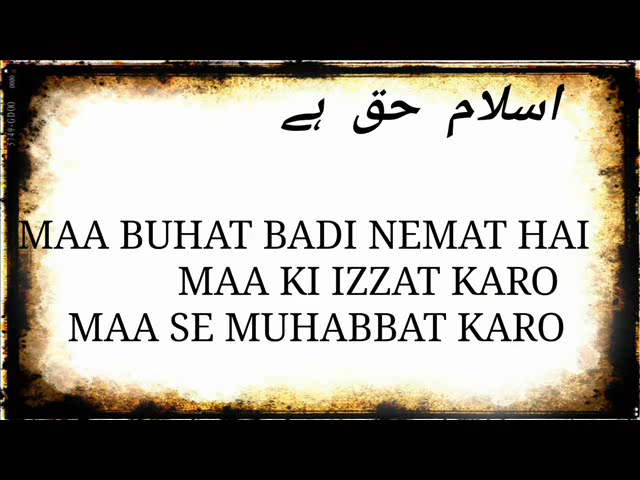 اسلام حق ہے
MAA BUHAT BADI NEMAT HAI
MAA KI IZZAT KARO
MAA SE MUHABBAT KARO